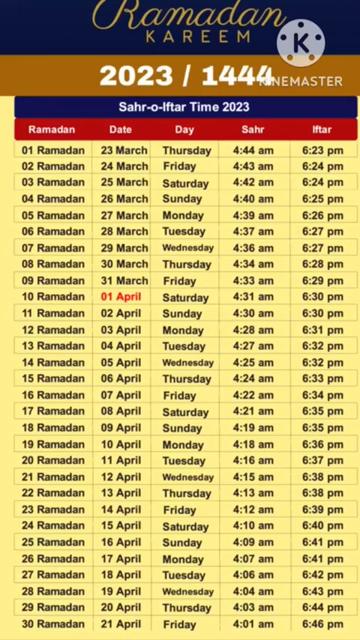 Ramadan
KAREEM
2023 / 1444
KINEMASTER
Sahr-o-Iftar Time 2023
Ramadan Date Day Sahr Iftar
01 Ramadan 23 March Thursday 4:44 am 6:23 pm
02 Ramadan 24 March Friday 4:43 am 6:24 pm
03 Ramadan 25 March Saturday 4:42 am 6:24 pm
04 Ramadan 26 March Sunday 4:40 am 6:25 pm
05 Ramadan 27 March Monday 4:39 am 6:26 pm
06 Ramadan 28 March Tuesday 4:37 am 6:27 pm
07 Ramadan 29 March Wednesday 4:36 am 6:27 pm
08 Ramadan 30 March Thursday 4:34 am 6:28 pm
09 Ramadan 31 March Friday 4:33 am 6:29 pm
10 Ramadan 01 April Saturday 4:31 am 6:30 pm
11 Ramadan 02 April Sunday 4:30 am 6:30 pm
12 Ramadan 03 April Monday 4:28 am 6:31 pm
13 Ramadan 04 April Tuesday 4:27 am 6:32 pm
14 Ramadan 05 April Wednesday 4:25 am 6:32 pm
15 Ramadan 06 April Thursday 4:24 am 6:33 pm
16 Ramadan 07 April Friday 4:22 am 6:34 pm
17 Ramadan 08 April Saturday 4:21 am 6:35 pm
18 Ramadan 09 April Sunday 4:19 am 6:35 pm
19 Ramadan 10 April Monday 4:18 am 6:36 pm
20 Ramadan 11 April Tuesday 4:16 am 6:37 pm
21 Ramadan 12 April Wednesday 4:15 am 6:38 pm
22 Ramadan 13 April Thursday 4:13 am 6:38 pm
23 Ramadan 14 April Friday 4:12 am 6:39 pm
24 Ramadan 15 April Saturday 4:10 am 6:40 pm
25 Ramadan 16 April Sunday 4:09 am 6:41 pm
26 Ramadan 17 April Monday 4:07 am 6:41 pm
27 Ramadan 18 April Tuesday 4:06 am 6:42 pm
28 Ramadan 19 April Wednesday 4:04 am 6:43 pm
29 Ramadan 20 April Thursday 4:03 am 6:44 pm
30 Ramadan 21 April Friday 4:01 am 6:46 pm